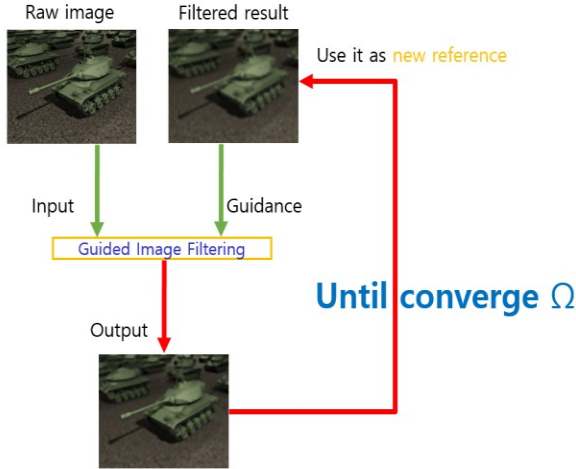 Raw image
Filtered result
Use it as new reference
Input
Guidance
Guided Image Filtering
Until converge Ω
Output